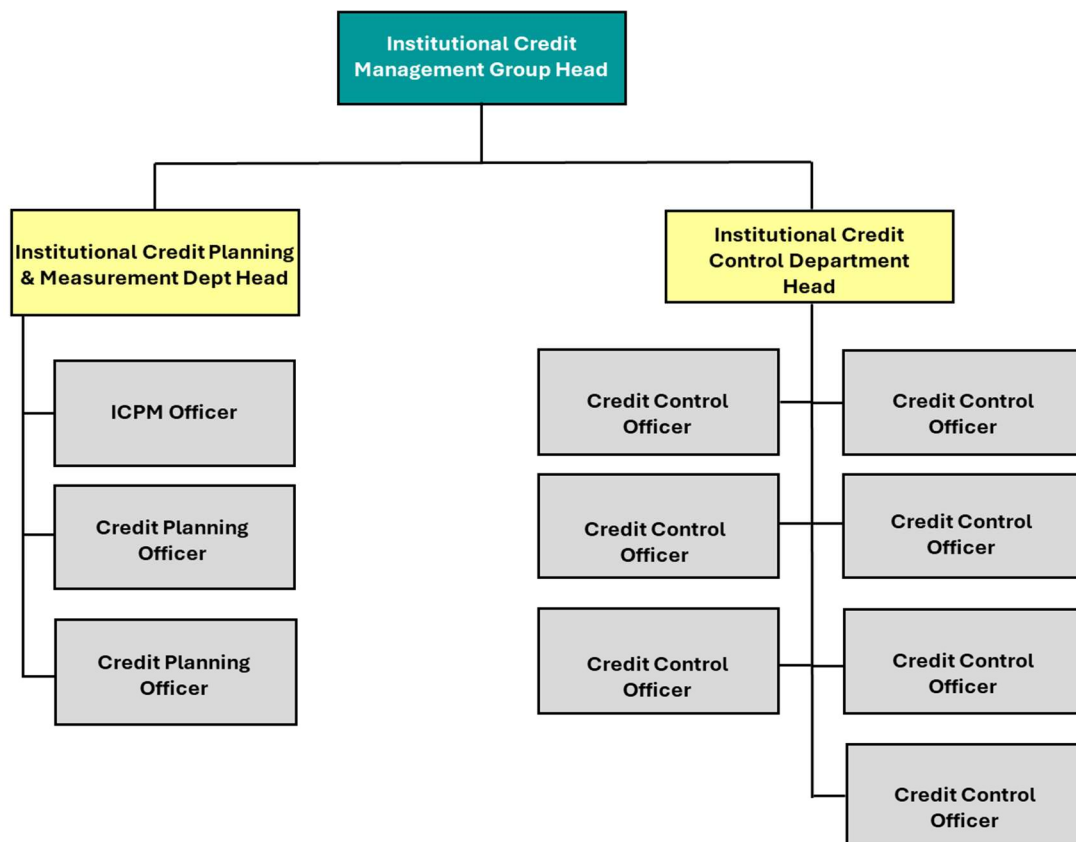 Institutional Credit
Management Group Head
Institutional Credit Planning
& Measurement Dept Head
Institutional Credit
Control Department
Head
ICPM Officer
Credit Planning
Officer
Credit Planning
Officer
Credit Control
Officer
Credit Control
Officer
Credit Control
Officer
Credit Control
Officer
Credit Control
Officer
Credit Control
Officer
Credit Control
Officer